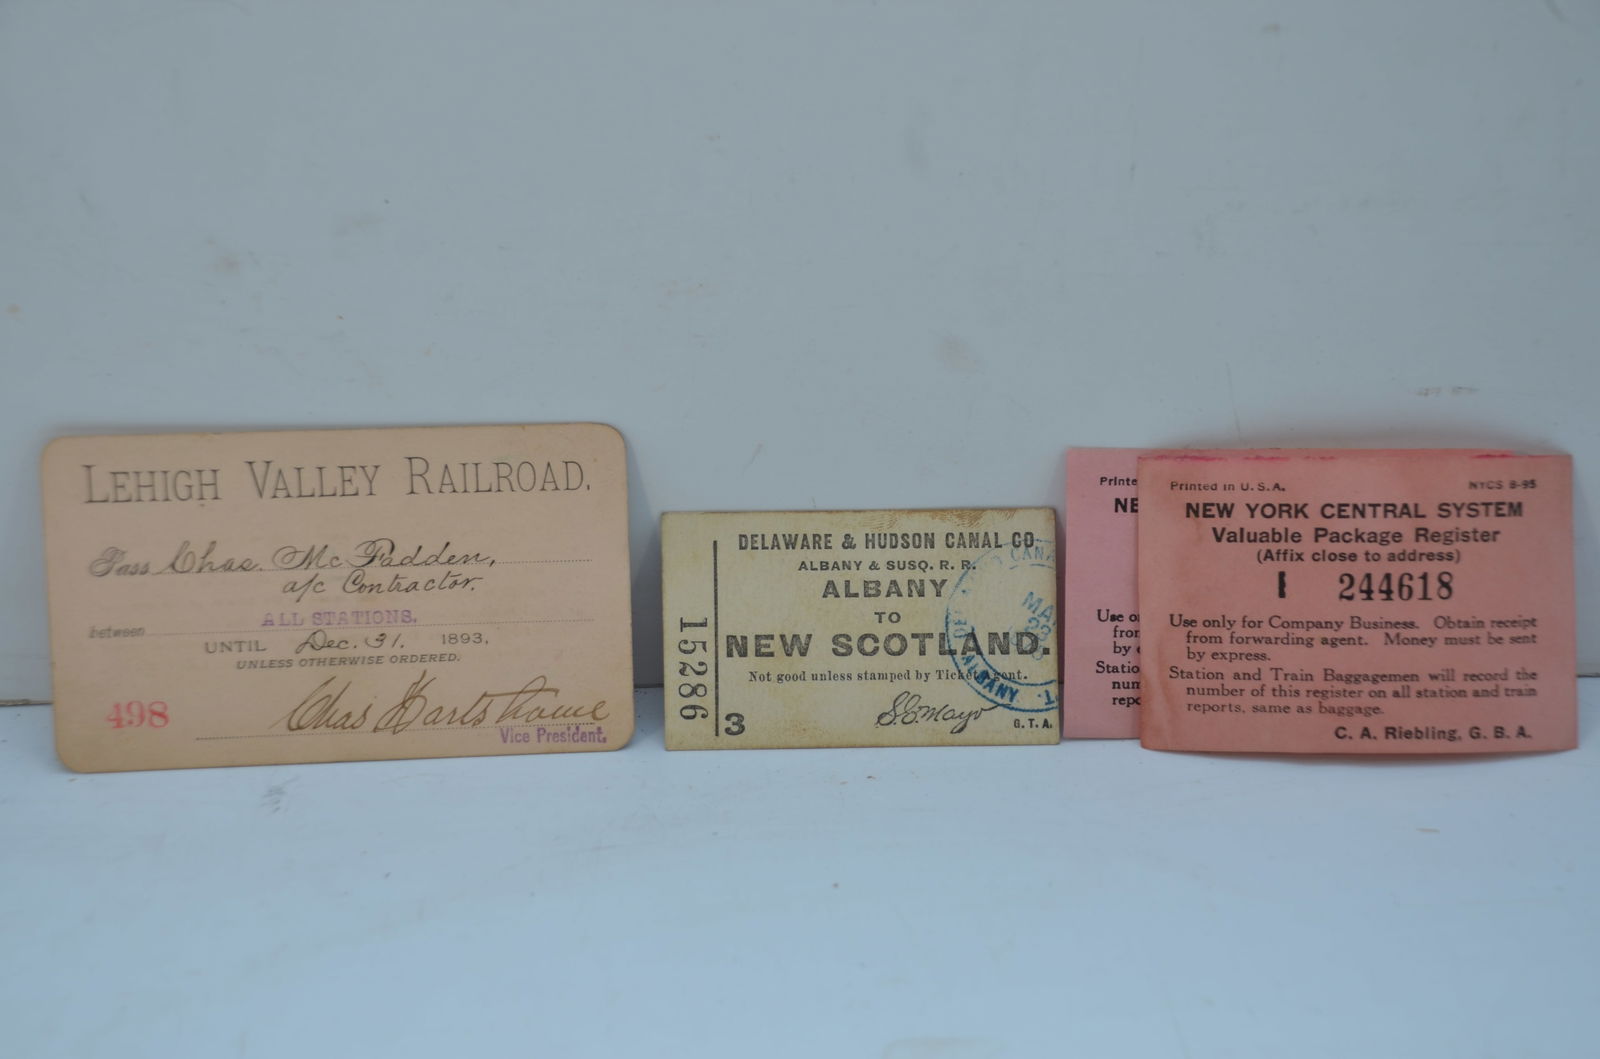 LEHIGH VALLEY RAILROAD.
Pass Chas. McFadden,
a/c Contractor.
between ALL STATIONS.
UNTIL Dec. 31. 1893.
UNLESS OTHERWISE ORDERED.
498
Chas Hartshorne
Vice President.
15286
DELAWARE & HUDSON CANAL CO.
ALBANY & SUSQ. R. R.
ALBANY
TO
NEW SCOTLAND.
Not good unless stamped by Ticket Agent.
3
G. T. A.
CANA
MA
ALBANY
Printe
NE
Use o
fron
by e
Statio
num
repo
Printed in U. S. A. NYCS 8-95
NEW YORK CENTRAL SYSTEM
Valuable Package Register
(Affix close to address)
I 244618
Use only for Company Business. Obtain receipt
from forwarding agent. Money must be sent
by express.
Station and Train Baggagemen will record the
number of this register on all station and train
reports, same as baggage.
C. A. Riebling, G. B. A.